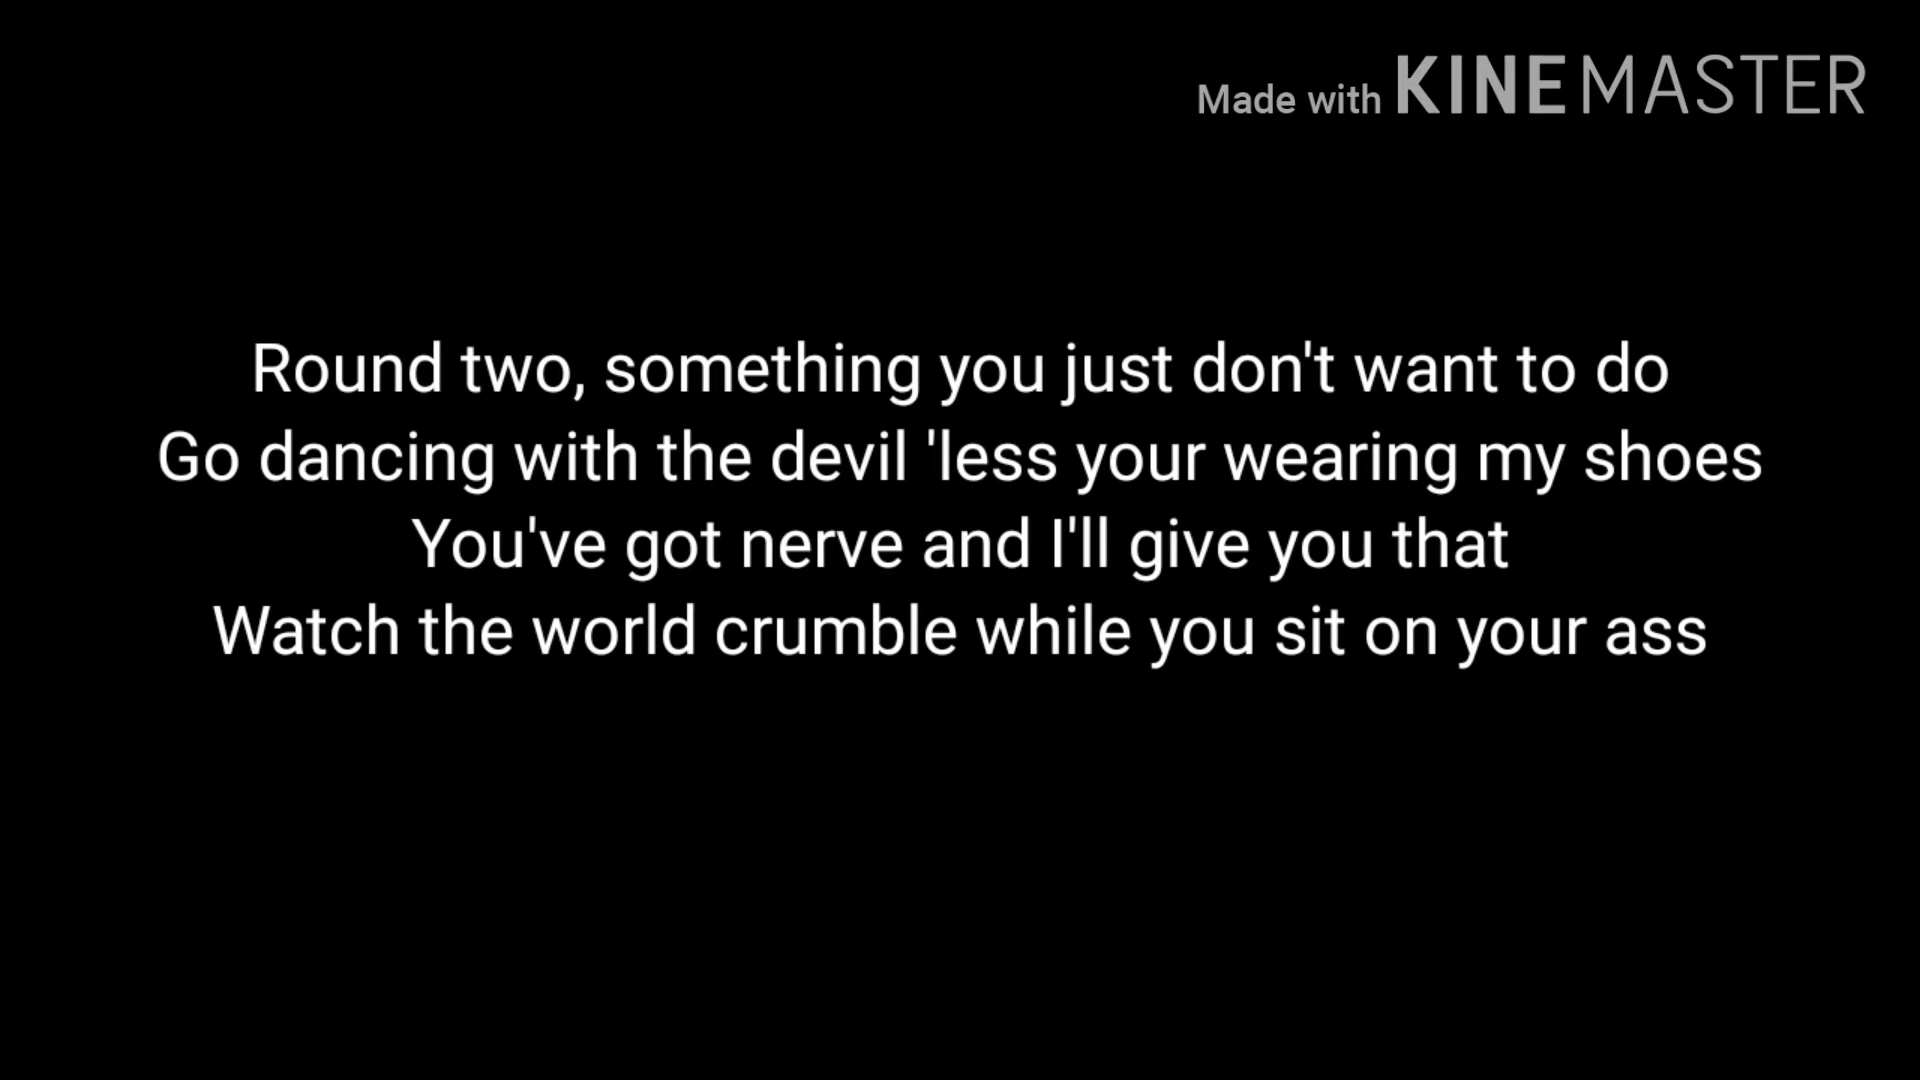 Made with KINEMASTER
Round two, something you just don't want to do
Go dancing with the devil 'less your wearing my shoes
You've got nerve and I'll give you that
Watch the world crumble while you sit on your ass